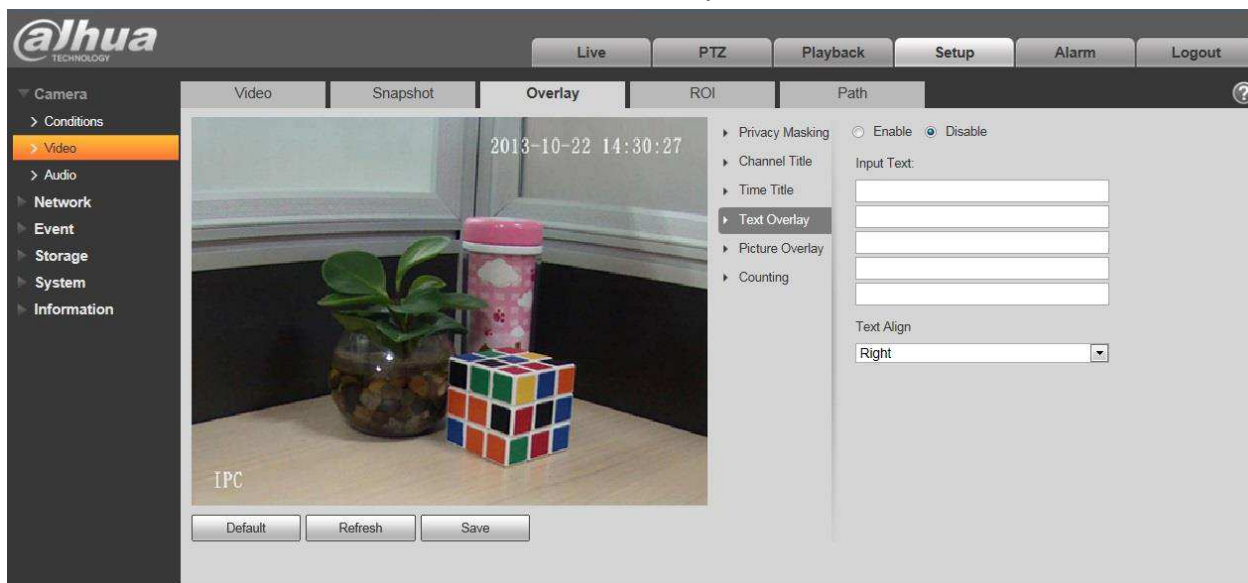 alhua
TECHNOLOGY
Live PTZ Playback Setup Alarm Logout
Camera
Conditions
Video
Audio
Network
Event
Storage
System
Information
Video Snapshot Overlay ROI Path
?
2013-10-22 14:30:27
IPC
Default Refresh Save
Privacy Masking
Channel Title
Time Title
Text Overlay
Picture Overlay
Counting
Enable Disable
Input Text:
Text Align
Right